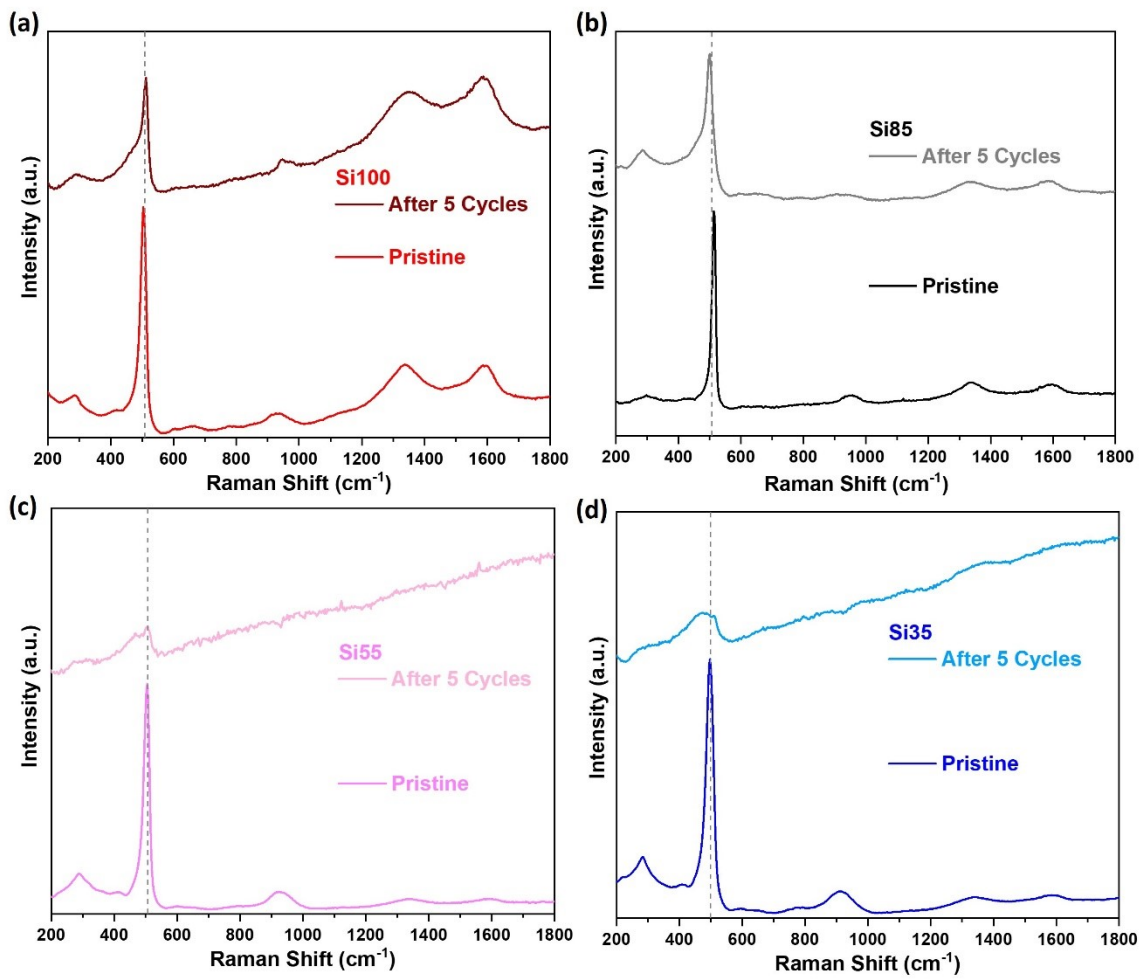 (a)
Intensity (a.u.)
Si100
After 5 Cycles
Pristine
200 400 600 800 1000 1200 1400 1600 1800
Raman Shift (cm⁻¹)
(b)
Intensity (a.u.)
Si85
After 5 Cycles
Pristine
200 400 600 800 1000 1200 1400 1600 1800
Raman Shift (cm⁻¹)
(c)
Intensity (a.u.)
Si55
After 5 Cycles
Pristine
200 400 600 800 1000 1200 1400 1600 1800
Raman Shift (cm⁻¹)
(d)
Intensity (a.u.)
Si35
After 5 Cycles
Pristine
200 400 600 800 1000 1200 1400 1600 1800
Raman Shift (cm⁻¹)